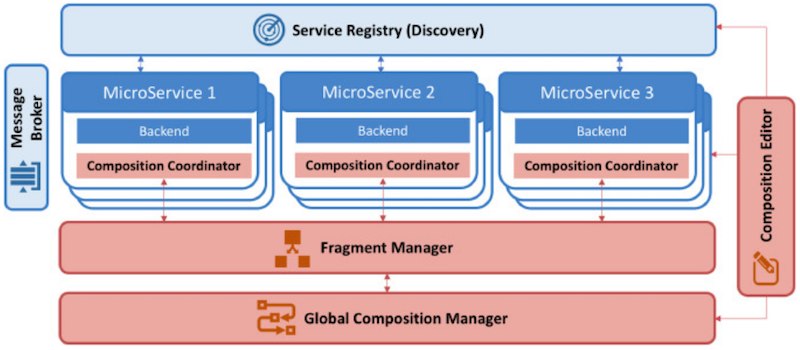 Service Registry (Discovery)
Message
Broker
MicroService 1
Backend
Composition Coordinator
MicroService 2
Backend
Composition Coordinator
MicroService 3
Backend
Composition Coordinator
Composition Editor
Fragment Manager
Global Composition Manager